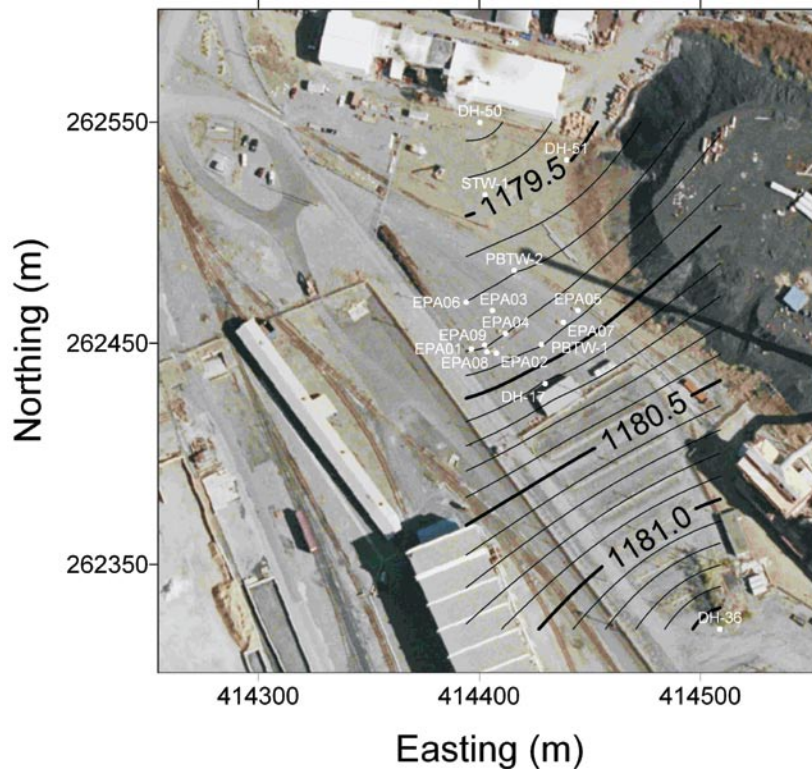 262550
DH-50
DH-51
1179.5
STW-1
PBTW-2
EPA06
EPA03
EPA05
262450
EPA09
EPA04
EPA07
EPA01
PBTW-1
EPA08
EPA02
DH-17
1180.5
1181.0
262350
DH-36
414300
414400
414500
Northing (m)
Easting (m)